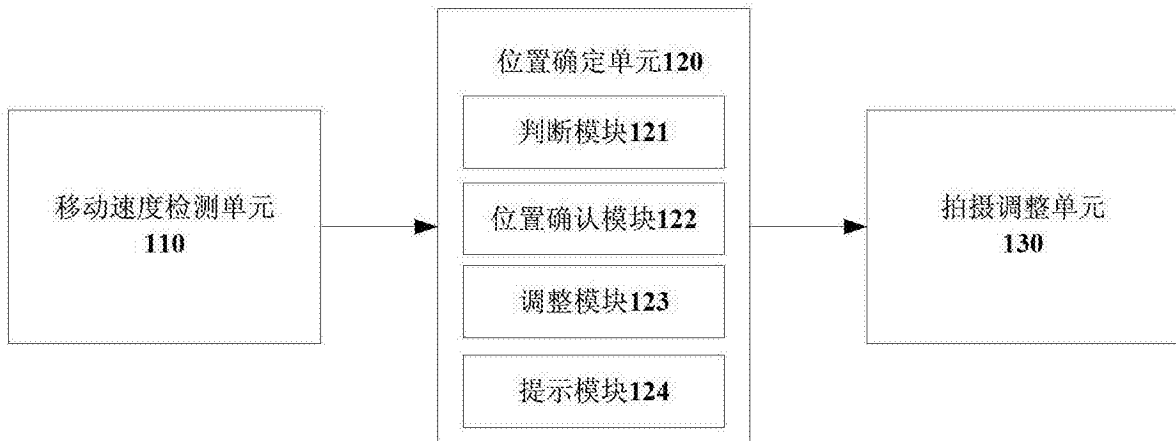 移动速度检测单元
110
位置确定单元120
判断模块121
位置确认模块122
调整模块123
提示模块124
拍摄调整单元
130